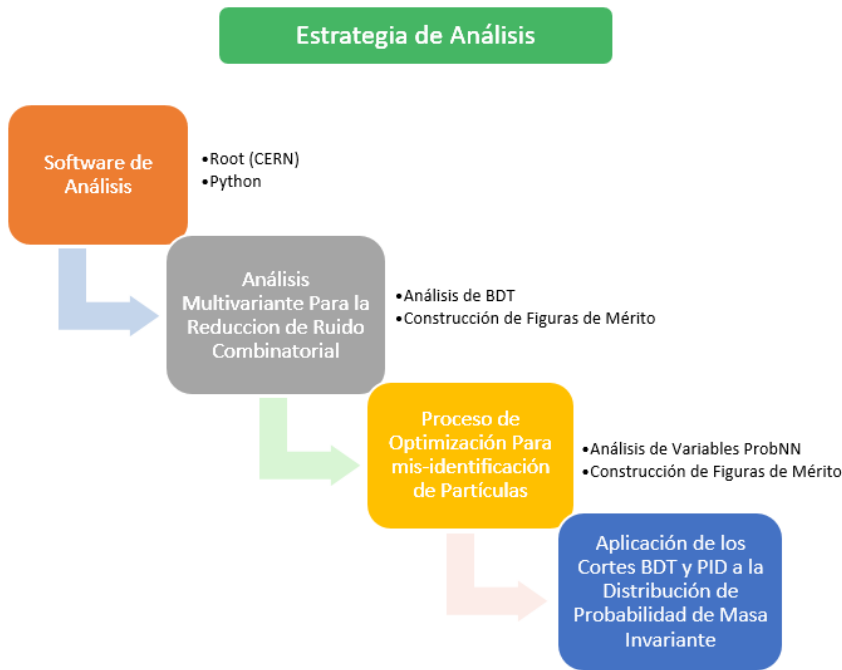 Estrategia de Análisis
Software de
Análisis
•Root (CERN)
•Python
Análisis
Multivariante Para la
Reduccion de Ruido
Combinatorial
•Análisis de BDT
•Construcción de Figuras de Mérito
Proceso de
Optimización Para
mis-identificación
de Partículas
•Análisis de Variables ProbNN
•Construcción de Figuras de Mérito
Aplicación de los
Cortes BDT y PID a la
Distribución de
Probabilidad de Masa
Invariante